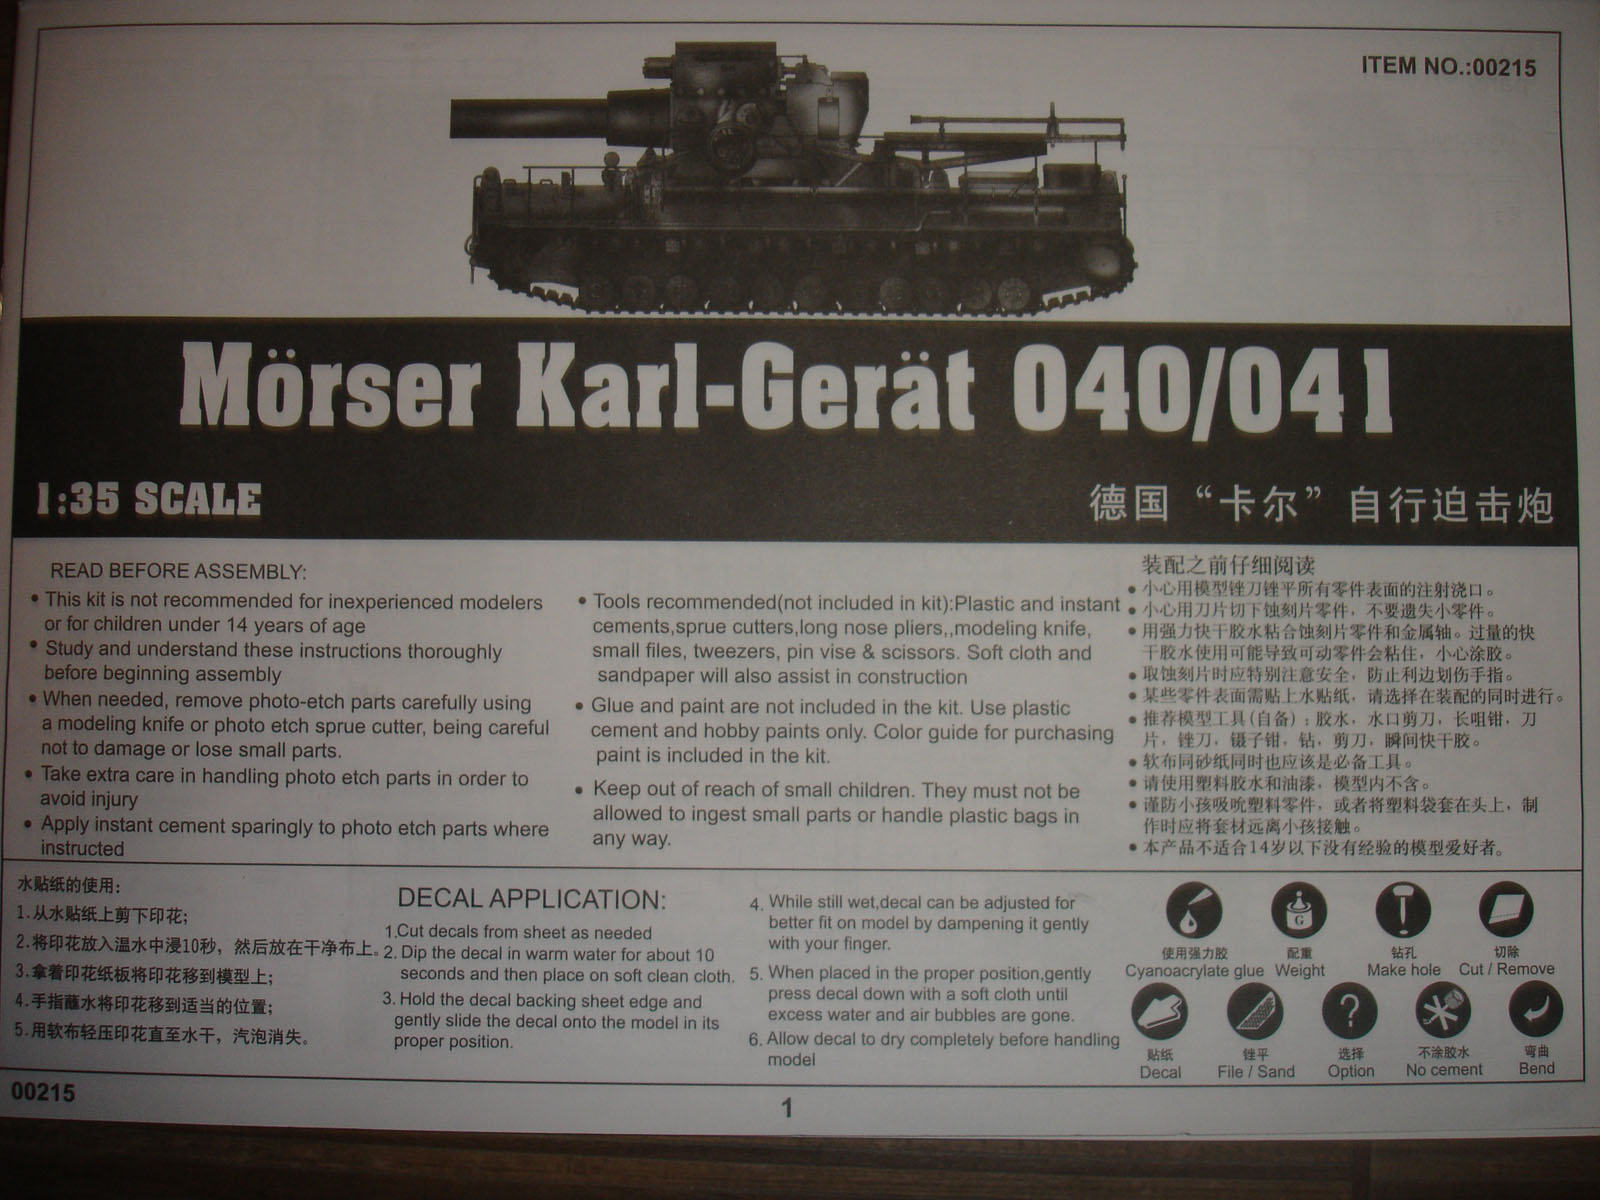 ITEM NO.:00215
Mörser Karl-Gerät 040/041
1:35 SCALE
德国 “卡尔” 自行迫击炮
READ BEFORE ASSEMBLY:
• This kit is not recommended for inexperienced modelers
or for children under 14 years of age
• Study and understand these instructions thoroughly
before beginning assembly
• When needed, remove photo-etch parts carefully using
a modeling knife or photo etch sprue cutter, being careful
not to damage or lose small parts.
• Take extra care in handling photo etch parts in order to
avoid injury
• Apply instant cement sparingly to photo etch parts where
instructed
• Tools recommended(not included in kit):Plastic and instant
cements,sprue cutters,long nose pliers,,modeling knife,
small files, tweezers, pin vise & scissors. Soft cloth and
sandpaper will also assist in construction
• Glue and paint are not included in the kit. Use plastic
cement and hobby paints only. Color guide for purchasing
paint is included in the kit.
• Keep out of reach of small children. They must not be
allowed to ingest small parts or handle plastic bags in
any way.
装配之前仔细阅读
• 小心用模型锉刀锉平所有零件表面的注射浇口。
• 小心用刀片切下蚀刻片零件，不要遗失小零件。
• 用强力快干胶水粘合蚀刻片零件和金属轴。过量的快
干胶水使用可能导致可动零件会粘住，小心涂胶。
• 取蚀刻片时应特别注意安全，防止利边划伤手指。
• 某些零件表面需贴上水贴纸，请选择在装配的同时进行。
• 推荐模型工具(自备)：胶水，水口剪刀，长咀钳，刀
片，锉刀，镊子钳，钻，剪刀，瞬间快干胶。
• 软布同砂纸同时也应该是必备工具。
• 请使用塑料胶水和油漆，模型内不含。
• 谨防小孩吸吮塑料零件，或者将塑料袋套在头上，制
作时应将套材远离小孩接触。
• 本产品不适合14岁以下没有经验的模型爱好者。
水贴纸的使用：
1.从水贴纸上剪下印花；
2.将印花放入温水中浸10秒，然后放在干净布上。
3.拿着印花纸板将印花移到模型上；
4.手指蘸水将印花移到适当的位置；
5.用软布轻压印花直至水干，汽泡消失。
DECAL APPLICATION:
1.Cut decals from sheet as needed
2. Dip the decal in warm water for about 10
seconds and then place on soft clean cloth.
3. Hold the decal backing sheet edge and
gently slide the decal onto the model in its
proper position.
4. While still wet,decal can be adjusted for
better fit on model by dampening it gently
with your finger.
5. When placed in the proper position,gently
press decal down with a soft cloth until
excess water and air bubbles are gone.
6. Allow decal to dry completely before handling
model
G
使用强力胶 配重 钻孔 切除
Cyanoacrylate glue Weight Make hole Cut / Remove
?
贴纸 锉平 选择 不涂胶水 弯曲
Decal File / Sand Option No cement Bend
00215
1